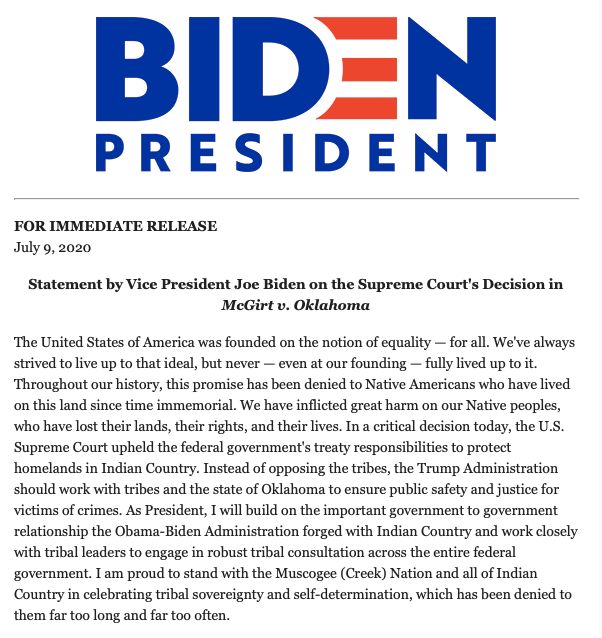 BIDEN
PRESIDENT
FOR IMMEDIATE RELEASE
July 9, 2020
Statement by Vice President Joe Biden on the Supreme Court's Decision in
McGirt v. Oklahoma
The United States of America was founded on the notion of equality — for all. We've always
strived to live up to that ideal, but never — even at our founding — fully lived up to it.
Throughout our history, this promise has been denied to Native Americans who have lived
on this land since time immemorial. We have inflicted great harm on our Native peoples,
who have lost their lands, their rights, and their lives. In a critical decision today, the U.S.
Supreme Court upheld the federal government's treaty responsibilities to protect
homelands in Indian Country. Instead of opposing the tribes, the Trump Administration
should work with tribes and the state of Oklahoma to ensure public safety and justice for
victims of crimes. As President, I will build on the important government to government
relationship the Obama-Biden Administration forged with Indian Country and work closely
with tribal leaders to engage in robust tribal consultation across the entire federal
government. I am proud to stand with the Muscogee (Creek) Nation and all of Indian
Country in celebrating tribal sovereignty and self-determination, which has been denied to
them far too long and far too often.